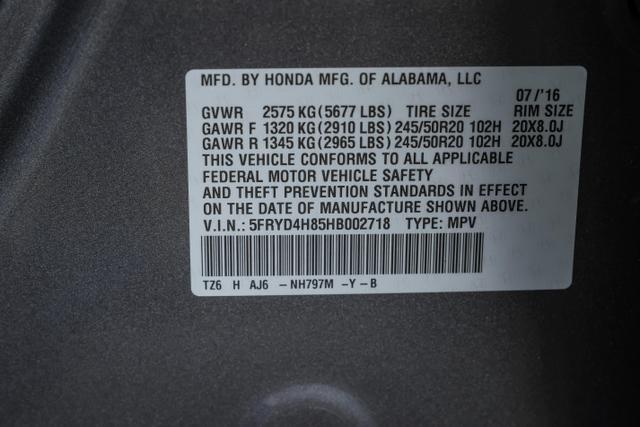 MFD. BY HONDA MFG. OF ALABAMA, LLC
07/'16
GVWR 2575 KG (5677 LBS) TIRE SIZE RIM SIZE
GAWR F 1320 KG (2910 LBS) 245/50R20 102H 20X8.0J
GAWR R 1345 KG (2965 LBS) 245/50R20 102H 20X8.0J
THIS VEHICLE CONFORMS TO ALL APPLICABLE
FEDERAL MOTOR VEHICLE SAFETY
AND THEFT PREVENTION STANDARDS IN EFFECT
ON THE DATE OF MANUFACTURE SHOWN ABOVE.
V.I.N.: 5FRYD4H85HB002718 TYPE: MPV
TZ6 H AJ6 -NH797M -Y-B